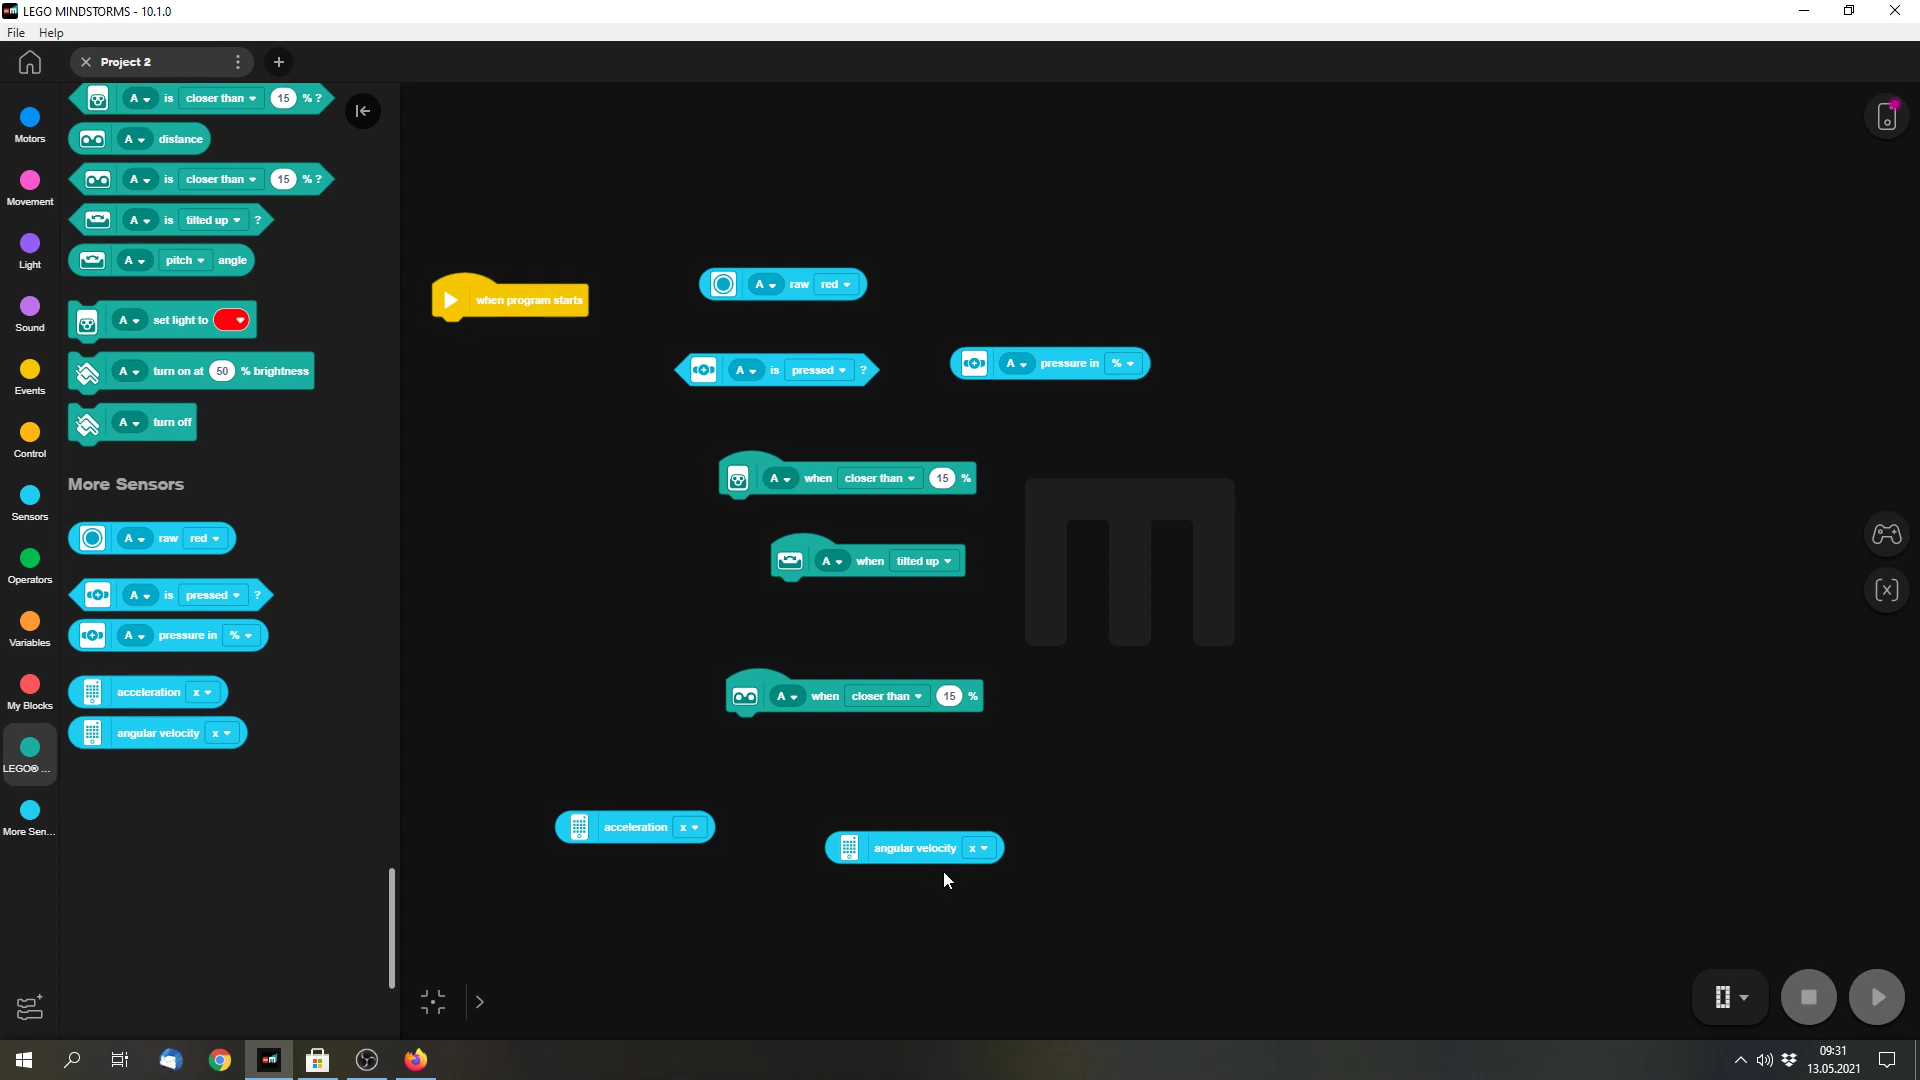 LEGO MINDSTORMS - 10.1.0
File Help
Project 2
Motors
Movement
Light
Sound
Events
Control
Sensors
Operators
Variables
My Blocks
LEGO® ...
More Sen...
A is closer than 15 % ?
A distance
A is closer than 15 % ?
A is tilted up ?
A pitch angle
A set light to
A turn on at 50 % brightness
A turn off
More Sensors
A raw red
A is pressed ?
A pressure in %
acceleration x
angular velocity x
when program starts
A raw red
A is pressed ?
A pressure in %
A when closer than 15 %
A when tilted up
A when closer than 15 %
acceleration x
angular velocity x
09:31
13.05.2021